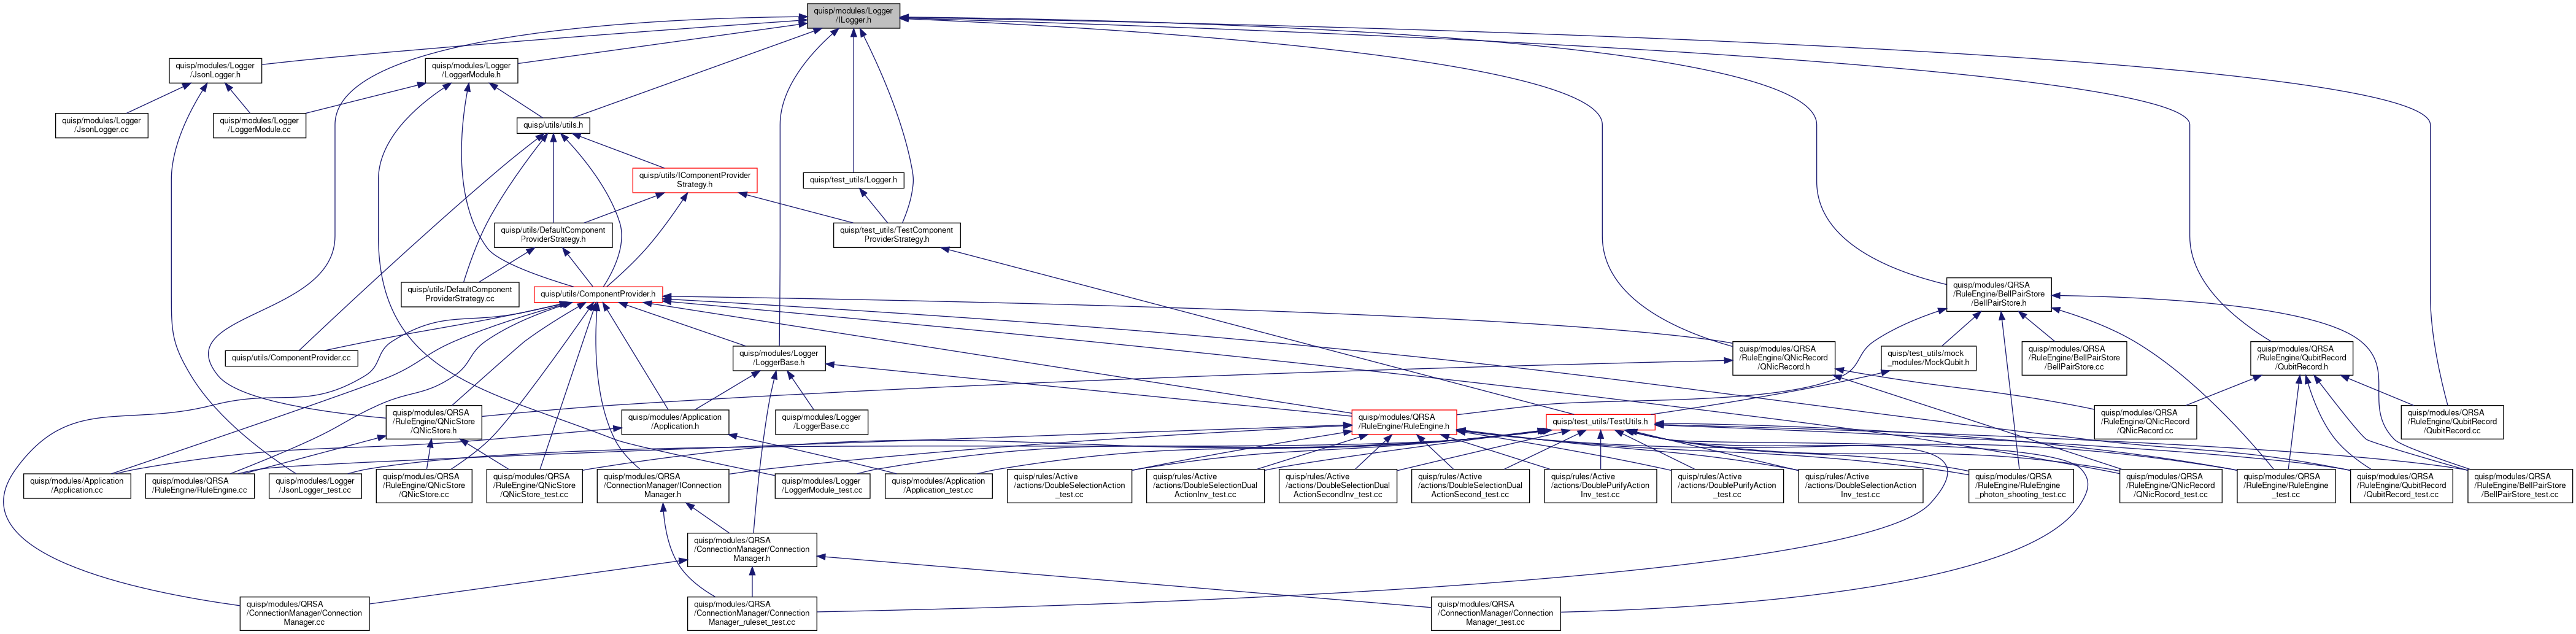 quisp/modules/Logger
/ILogger.h
quisp/modules/Logger
/JsonLogger.h
quisp/modules/Logger
/LoggerModule.h
quisp/modules/Logger
/JsonLogger.cc
quisp/modules/Logger
/LoggerModule.cc
quisp/utils/utils.h
quisp/utils/IComponentProvider
Strategy.h
quisp/test_utils/Logger.h
quisp/utils/DefaultComponent
ProviderStrategy.h
quisp/test_utils/TestComponent
ProviderStrategy.h
quisp/utils/DefaultComponent
ProviderStrategy.cc
quisp/utils/ComponentProvider.h
quisp/modules/QRSA
/RuleEngine/BellPairStore
/BellPairStore.h
quisp/utils/ComponentProvider.cc
quisp/modules/Logger
/LoggerBase.h
quisp/modules/QRSA
/RuleEngine/QNicRecord
/QNicRecord.h
quisp/test_utils/mock
_modules/MockQubit.h
quisp/modules/QRSA
/RuleEngine/BellPairStore
/BellPairStore.cc
quisp/modules/QRSA
/RuleEngine/QubitRecord
/QubitRecord.h
quisp/modules/QRSA
/RuleEngine/QNicStore
/QNicStore.h
quisp/modules/Application
/Application.h
quisp/modules/Logger
/LoggerBase.cc
quisp/modules/QRSA
/RuleEngine/RuleEngine.h
quisp/test_utils/TestUtils.h
quisp/modules/QRSA
/RuleEngine/QNicRecord
/QNicRecord.cc
quisp/modules/QRSA
/RuleEngine/QubitRecord
/QubitRecord.cc
quisp/modules/Application
/Application.cc
quisp/modules/QRSA
/RuleEngine/RuleEngine.cc
quisp/modules/Logger
/JsonLogger_test.cc
quisp/modules/QRSA
/RuleEngine/QNicStore
/QNicStore.cc
quisp/modules/QRSA
/RuleEngine/QNicStore
/QNicStore_test.cc
quisp/modules/QRSA
/ConnectionManager/IConnection
Manager.h
quisp/modules/Logger
/LoggerModule_test.cc
quisp/modules/Application
/Application_test.cc
quisp/rules/Active
/actions/DoubleSelectionAction
_test.cc
quisp/rules/Active
/actions/DoubleSelectionDual
ActionInv_test.cc
quisp/rules/Active
/actions/DoubleSelectionDual
ActionSecondInv_test.cc
quisp/rules/Active
/actions/DoubleSelectionDual
ActionSecond_test.cc
quisp/rules/Active
/actions/DoublePurifyAction
Inv_test.cc
quisp/rules/Active
/actions/DoublePurifyAction
_test.cc
quisp/rules/Active
/actions/DoubleSelectionAction
Inv_test.cc
quisp/modules/QRSA
/RuleEngine/RuleEngine
_photon_shooting_test.cc
quisp/modules/QRSA
/RuleEngine/QNicRecord
/QNicRocord_test.cc
quisp/modules/QRSA
/RuleEngine/RuleEngine
_test.cc
quisp/modules/QRSA
/RuleEngine/QubitRecord
/QubitRecord_test.cc
quisp/modules/QRSA
/RuleEngine/BellPairStore
/BellPairStore_test.cc
quisp/modules/QRSA
/ConnectionManager/Connection
Manager.h
quisp/modules/QRSA
/ConnectionManager/Connection
Manager.cc
quisp/modules/QRSA
/ConnectionManager/Connection
Manager_ruleset_test.cc
quisp/modules/QRSA
/ConnectionManager/Connection
Manager_test.cc